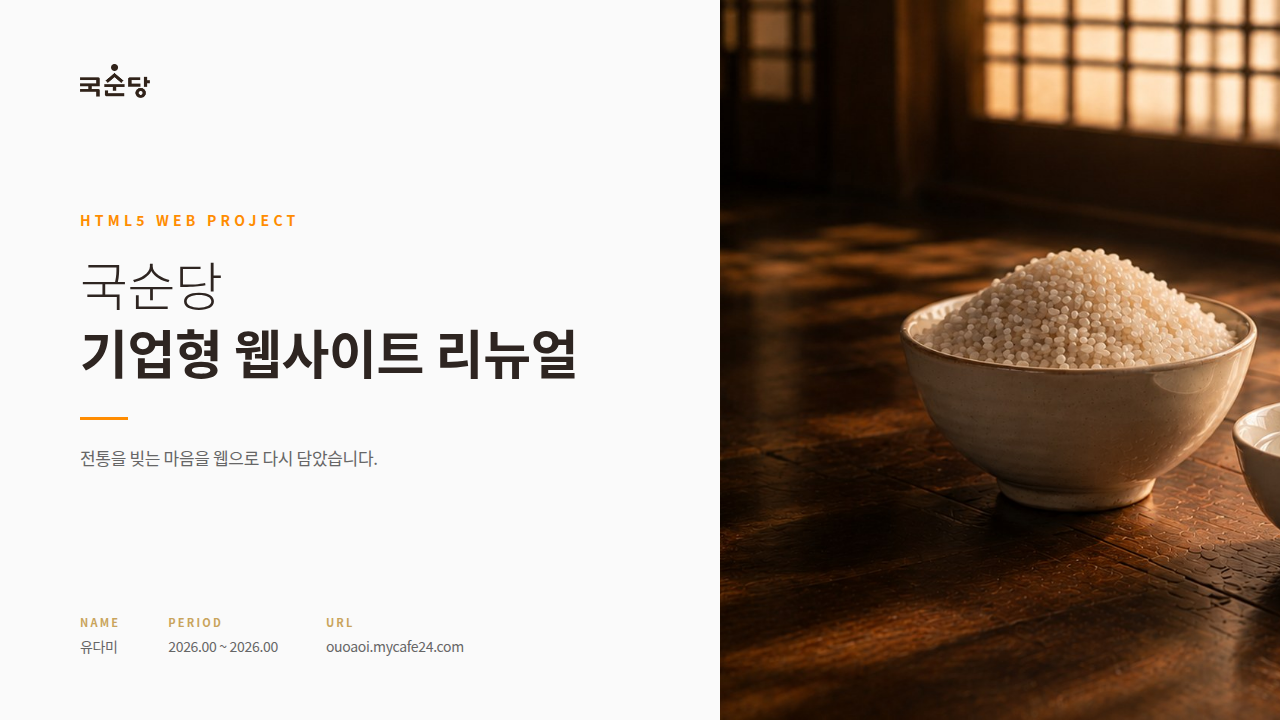 국순당
HTML5 WEB PROJECT
국순당
기업형 웹사이트 리뉴얼
전통을 빚는 마음을 웹으로 다시 담았습니다.
NAME PERIOD URL
유다미 2026.00 ~ 2026.00 ouoaoi.mycafe24.com